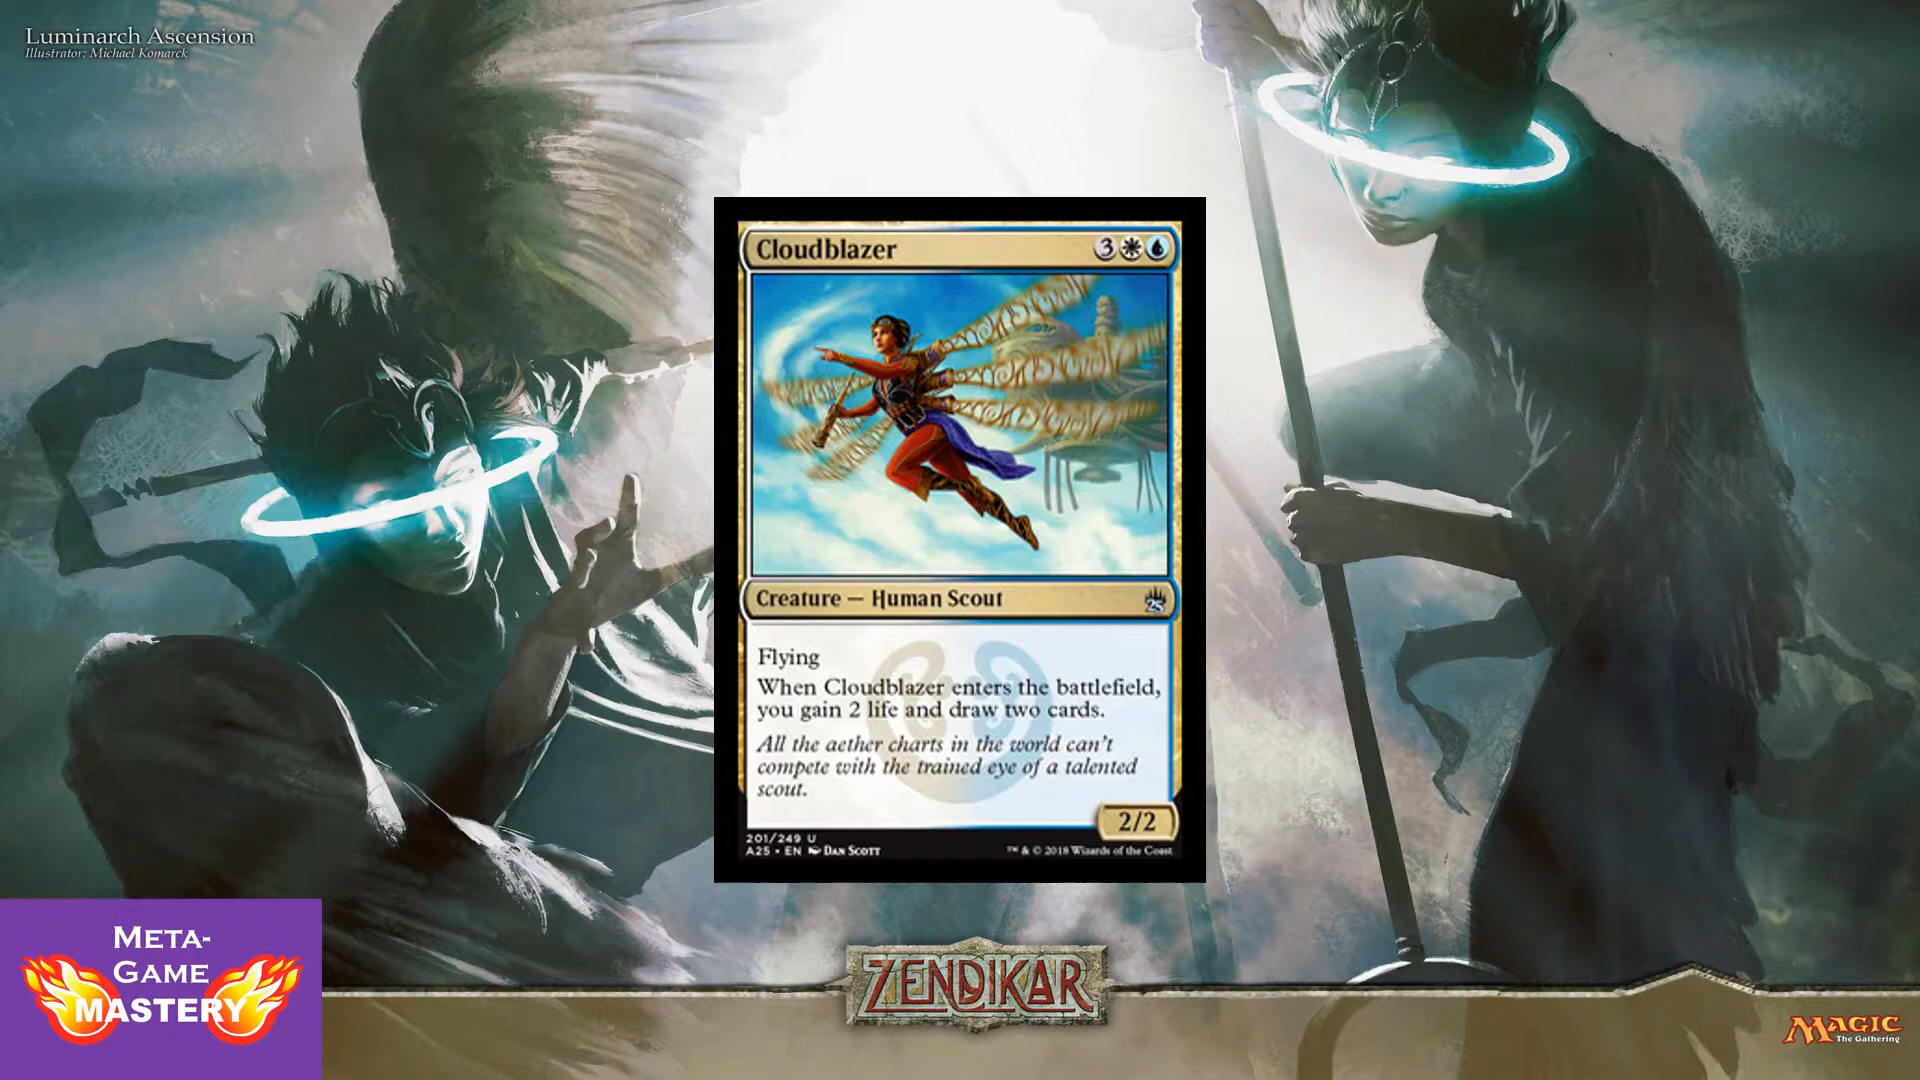 Luminarch Ascension
Illustrator: Michael Komarck
Cloudblazer
3
Creature — Human Scout
25
Flying
When Cloudblazer enters the battlefield,
you gain 2 life and draw two cards.
All the aether charts in the world can't
compete with the trained eye of a talented
scout.
2/2
201/249 U
A25 • EN Dan Scott
™ & © 2018 Wizards of the Coast
META-
GAME
MASTERY
ZENDIKAR
MAGIC
The Gathering